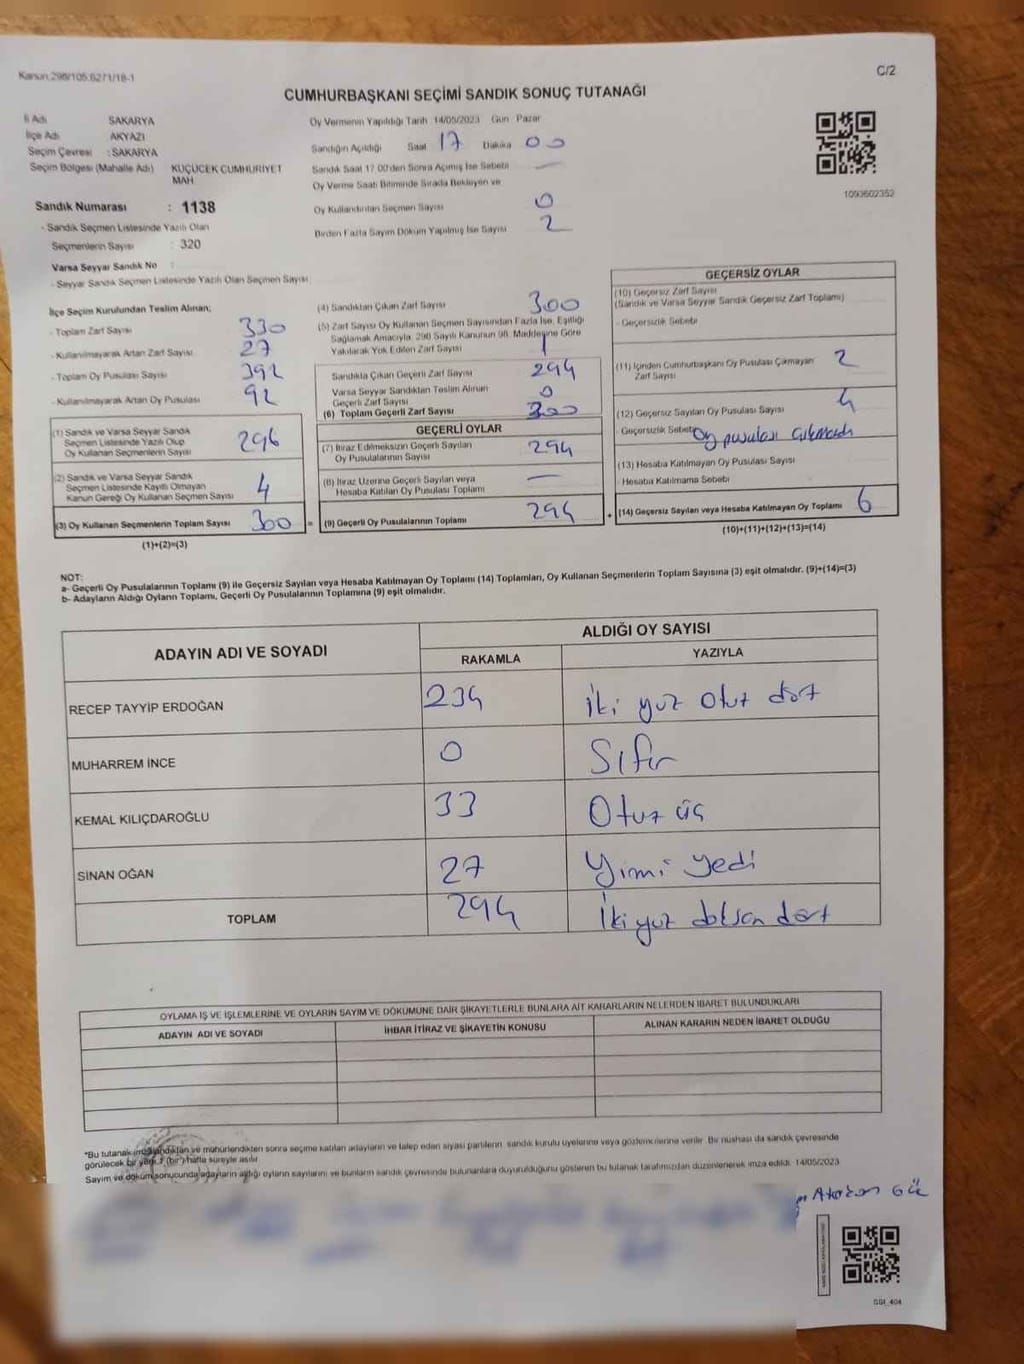 Kanun:298/105.6271/18-1
C/2
CUMHURBAŞKANI SEÇİMİ SANDIK SONUÇ TUTANAĞI
İl Adı SAKARYA
İlçe Adı AKYAZI
Seçim Çevresi : SAKARYA
Seçim Bölgesi (Mahalle Adı) KÜÇÜCEK CUMHURİYET
MAH.
Sandık Numarası : 1138
- Sandık Seçmen Listesinde Yazılı Olan
Seçmenlerin Sayısı : 320
Varsa Seyyar Sandık No :
- Seyyar Sandık Seçmen Listesinde Yazılı Olan Seçmen Sayısı
Oy Vermenin Yapıldığı Tarih 14/05/2023 Gün Pazar
Sandığın Açıldığı Saat 17 Dakika 00
Sandık Saat 17.00'den Sonra Açılmış İse Sebebi —
Oy Verme Saati Bitiminde Sırada Bekleyen ve
Oy Kullandırılan Seçmen Sayısı 0
Birden Fazla Sayım Döküm Yapılmış İse Sayısı 2
1093602352
İlçe Seçim Kurulundan Teslim Alınan;
- Toplam Zarf Sayısı 330
- Kullanılmayarak Artan Zarf Sayısı 27
- Toplam Oy Pusulası Sayısı 392
- Kullanılmayarak Artan Oy Pusulası 92
(1) Sandık ve Varsa Seyyar Sandık
Seçmen Listesinde Yazılı Olup
Oy Kullanan Seçmenlerin Sayısı 296
(2) Sandık ve Varsa Seyyar Sandık
Seçmen Listesinde Kayıtlı Olmayan
Kanun Gereği Oy Kullanan Seçmen Sayısı 4
(3) Oy Kullanan Seçmenlerin Toplam Sayısı 300 =
(1)+(2)=(3)
(4) Sandıktan Çıkan Zarf Sayısı 300
(5) Zarf Sayısı Oy Kullanan Seçmen Sayısından Fazla İse, Eşitliği
Sağlamak Amacıyla, 298 Sayılı Kanunun 98. Maddesine Göre
Yakılarak Yok Edilen Zarf Sayısı
Sandıkta Çıkan Geçerli Zarf Sayısı 294
Varsa Seyyar Sandıktan Teslim Alınan
Geçerli Zarf Sayısı 0
(6) Toplam Geçerli Zarf Sayısı 300
GEÇERLİ OYLAR
(7) İtiraz Edilmeksizin Geçerli Sayılan
Oy Pusulalarının Sayısı 294
(8) İtiraz Üzerine Geçerli Sayılan veya
Hesaba Katılan Oy Pusulası Toplamı —
(9) Geçerli Oy Pusulalarının Toplamı 294 +
GEÇERSİZ OYLAR
(10) Geçersiz Zarf Sayısı
(Sandık ve Varsa Seyyar Sandık Geçersiz Zarf Toplamı)
- Geçersizlik Sebebi
(11) İçinden Cumhurbaşkanı Oy Pusulası Çıkmayan 2
Zarf Sayısı
(12) Geçersiz Sayılan Oy Pusulası Sayısı 4
- Geçersizlik Sebebi oy pusulası çıkmadı
(13) Hesaba Katılmayan Oy Pusulası Sayısı
- Hesaba Katılmama Sebebi
(14) Geçersiz Sayılan veya Hesaba Katılmayan Oy Toplamı 6
(10)+(11)+(12)+(13)=(14)
NOT:
a- Geçerli Oy Pusulalarının Toplamı (9) ile Geçersiz Sayılan veya Hesaba Katılmayan Oy Toplamı (14) Toplamları, Oy Kullanan Seçmenlerin Toplam Sayısına (3) eşit olmalıdır. (9)+(14)=(3)
b- Adayların Aldığı Oyların Toplamı, Geçerli Oy Pusulalarının Toplamına (9) eşit olmalıdır.
ADAYIN ADI VE SOYADI
ALDIĞI OY SAYISI
RAKAMLA YAZIYLA
RECEP TAYYİP ERDOĞAN 234 İki yüz Otuz dört
MUHARREM İNCE 0 Sıfır
KEMAL KILIÇDAROĞLU 33 Otuz üç
SİNAN OĞAN 27 Yimi yedi
TOPLAM 294 İki yüz doksan dört
OYLAMA İŞ VE İŞLEMLERİNE VE OYLARIN SAYIM VE DÖKÜMÜNE DAİR ŞİKAYETLERLE BUNLARA AİT KARARLARIN NELERDEN İBARET BULUNDUKLARI
ADAYIN ADI VE SOYADI İHBAR İTİRAZ VE ŞİKAYETİN KONUSU ALINAN KARARIN NEDEN İBARET OLDUĞU
*Bu tutanak imzalandıktan ve mühürlendikten sonra seçime katılan adayların ve talep eden siyasi partilerin sandık kurulu üyelerine veya gözlemcilerine verilir. Bir nüshası da sandık çevresinde
görülecek bir yere 1 (bir) hafta süreyle asılır.
Sayım ve döküm sonucunda adayların aldığı oyların sayılarını ve bunların sandık çevresinde bulunanlara duyurulduğunu gösteren bu tutanak tarafımızdan düzenlenerek imza edildi. 14/05/2023